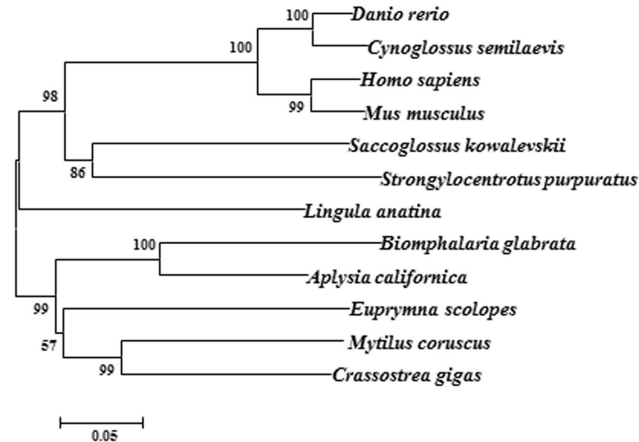 100
Danio rerio
Cynoglossus semilaevis
100
Homo sapiens
99
Mus musculus
98
Saccoglossus kowalevskii
86
Strongylocentrotus purpuratus
Lingula anatina
100
Biomphalaria glabrata
Aplysia californica
99
Euprymna scolopes
57
Mytilus coruscus
99
Crassostrea gigas
0.05